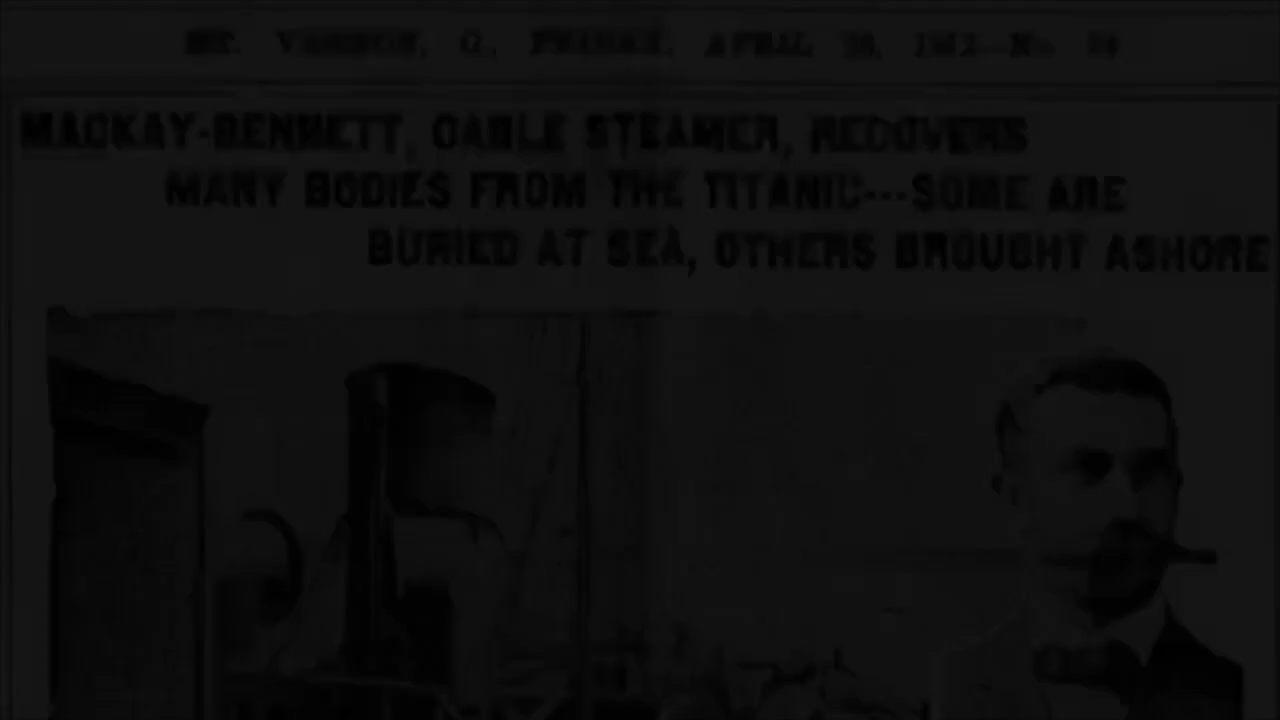 MT. VERNON, O., FRIDAY, APRIL 1912—No
MACKAY-BENNETT, CABLE STEAMER, RECOVERS
MANY BODIES FROM THE TITANIC---SOME ARE
BURIED AT SEA, OTHERS BROUGHT ASHORE